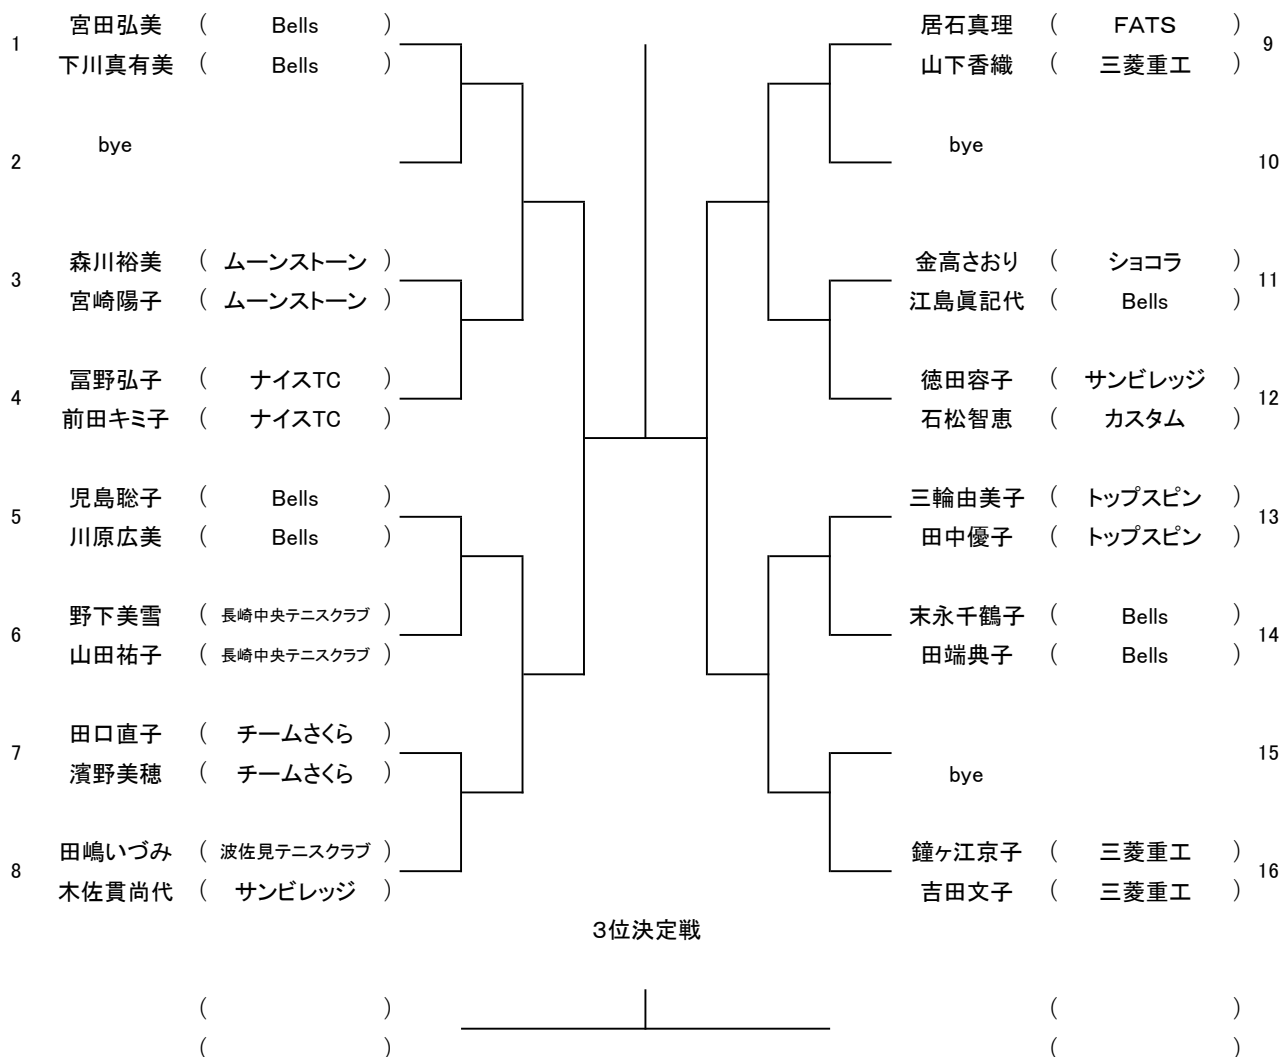 1 宮田弘美 ( Bells )
下川真有美 ( Bells )
2 bye
3 森川裕美 ( ムーンストーン )
宮崎陽子 ( ムーンストーン )
4 冨野弘子 ( ナイスTC )
前田キミ子 ( ナイスTC )
5 児島聡子 ( Bells )
川原広美 ( Bells )
6 野下美雪 ( 長崎中央テニスクラブ )
山田祐子 ( 長崎中央テニスクラブ )
7 田口直子 ( チームさくら )
濱野美穂 ( チームさくら )
8 田嶋いづみ ( 波佐見テニスクラブ )
木佐貫尚代 ( サンビレッジ )
居石真理 ( FATS ) 9
山下香織 ( 三菱重工 )
bye 10
金高さおり ( ショコラ ) 11
江島眞記代 ( Bells )
徳田容子 ( サンビレッジ ) 12
石松智恵 ( カスタム )
三輪由美子 ( トップスピン ) 13
田中優子 ( トップスピン )
末永千鶴子 ( Bells ) 14
田端典子 ( Bells )
bye 15
鐘ヶ江京子 ( 三菱重工 ) 16
吉田文子 ( 三菱重工 )
3位決定戦
( ) ( )
( ) ( )